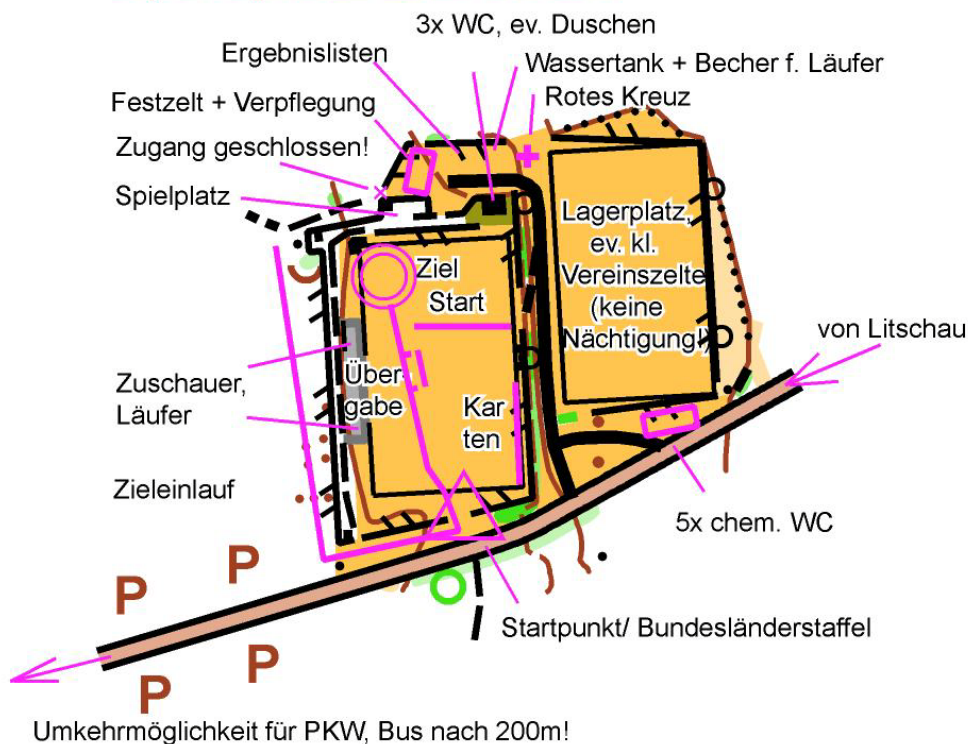 3x WC, ev. Duschen
Ergebnislisten
Wassertank + Becher f. Läufer
Festzelt + Verpflegung
Rotes Kreuz
Zugang geschlossen!
Spielplatz
Lagerplatz,
ev. kl.
Vereinszelte
(keine
Nächtigung!)
Ziel
Start
von Litschau
Zuschauer,
Läufer
Über-
gabe
Kar
ten
Zieleinlauf
5x chem. WC
P
P
P
P
Startpunkt/ Bundesländerstaffel
Umkehrmöglichkeit für PKW, Bus nach 200m!